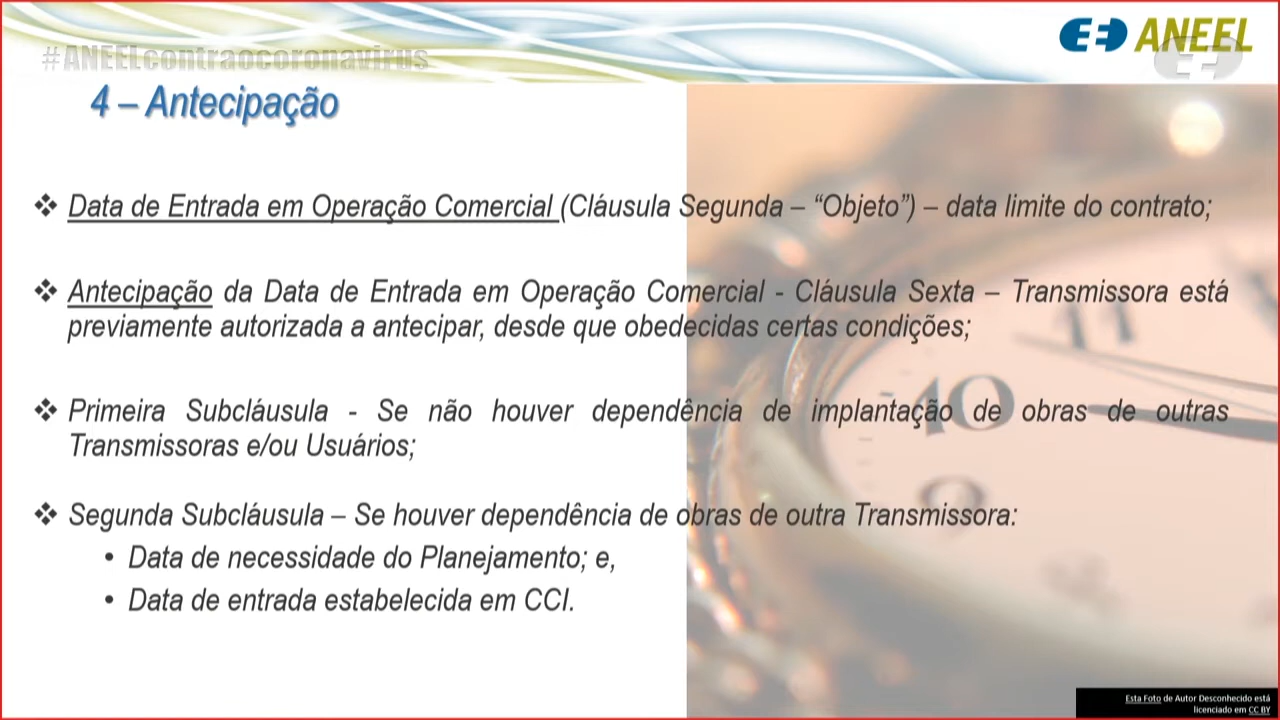 #ANEELcontraocoronavirus
ANEEL
4 – Antecipação
❖ Data de Entrada em Operação Comercial (Cláusula Segunda – “Objeto”) – data limite do contrato;
❖ Antecipação da Data de Entrada em Operação Comercial - Cláusula Sexta – Transmissora está
previamente autorizada a antecipar, desde que obedecidas certas condições;
❖ Primeira Subcláusula - Se não houver dependência de implantação de obras de outras
Transmissoras e/ou Usuários;
❖ Segunda Subcláusula – Se houver dependência de obras de outra Transmissora:
• Data de necessidade do Planejamento; e,
• Data de entrada estabelecida em CCI.
11
10
9
Esta Foto de Autor Desconhecido está
licenciado em CC BY